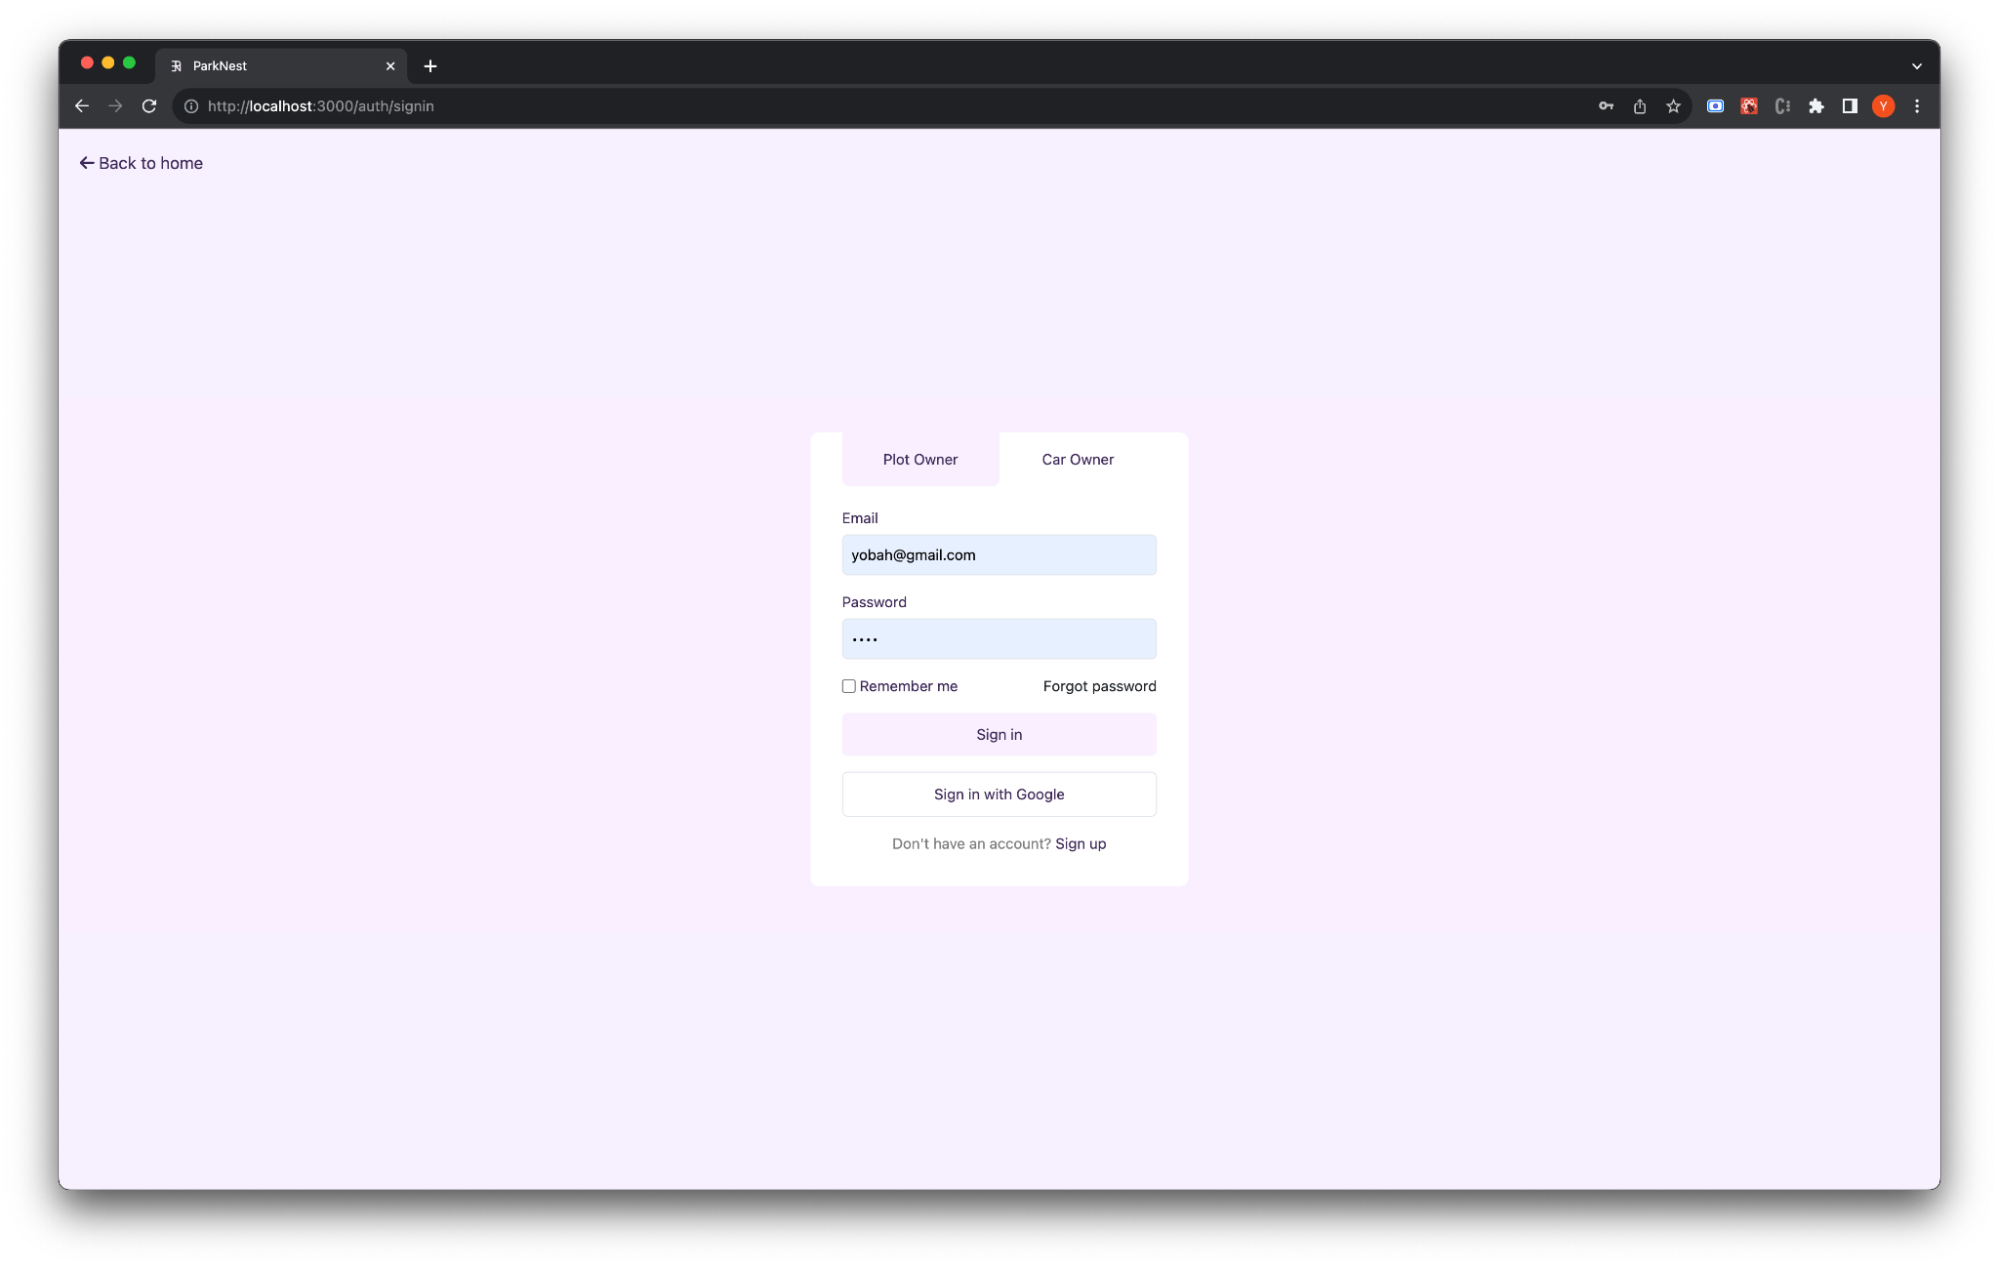 ParkNest
http://localhost:3000/auth/signin
Y
Back to home
Plot Owner Car Owner
Email
yobah@gmail.com
Password
••••
Remember me Forgot password
Sign in
Sign in with Google
Don't have an account? Sign up